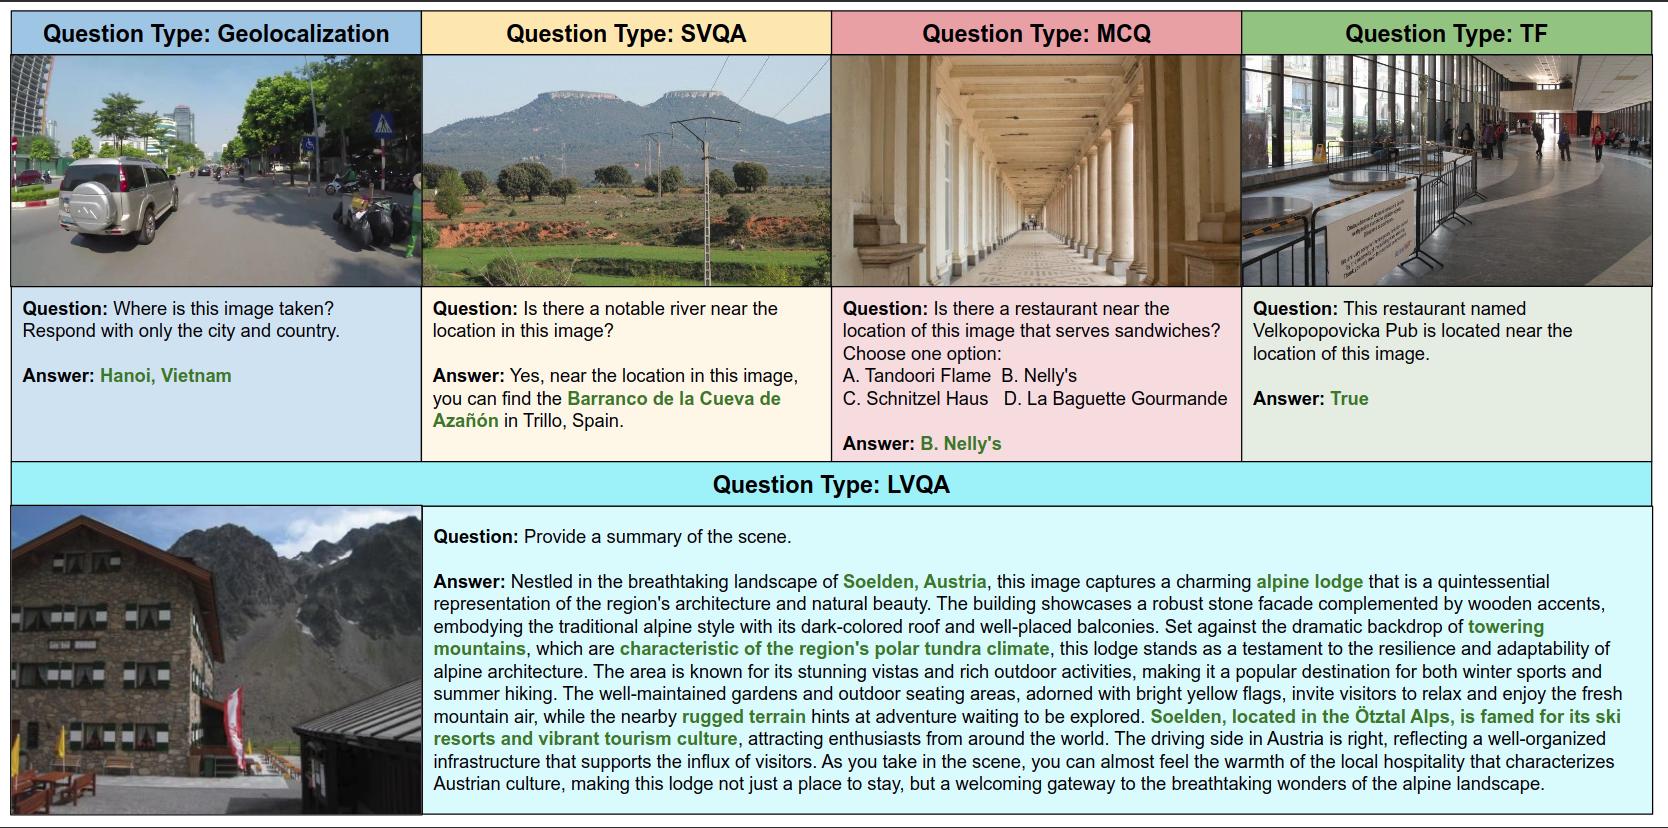 Question Type: Geolocalization
Question: Where is this image taken?
Respond with only the city and country.
Answer: Hanoi, Vietnam
Question Type: SVQA
Question: Is there a notable river near the
location in this image?
Answer: Yes, near the location in this image,
you can find the Barranco de la Cueva de
Azañón in Trillo, Spain.
Question Type: MCQ
Question: Is there a restaurant near the
location of this image that serves sandwiches?
Choose one option:
A. Tandoori Flame B. Nelly's
C. Schnitzel Haus D. La Baguette Gourmande
Answer: B. Nelly's
Question Type: TF
Question: This restaurant named
Velkopopovicka Pub is located near the
location of this image.
Answer: True
Question Type: LVQA
Question: Provide a summary of the scene.
Answer: Nestled in the breathtaking landscape of Soelden, Austria, this image captures a charming alpine lodge that is a quintessential
representation of the region's architecture and natural beauty. The building showcases a robust stone facade complemented by wooden accents,
embodying the traditional alpine style with its dark-colored roof and well-placed balconies. Set against the dramatic backdrop of towering
mountains, which are characteristic of the region's polar tundra climate, this lodge stands as a testament to the resilience and adaptability of
alpine architecture. The area is known for its stunning vistas and rich outdoor activities, making it a popular destination for both winter sports and
summer hiking. The well-maintained gardens and outdoor seating areas, adorned with bright yellow flags, invite visitors to relax and enjoy the fresh
mountain air, while the nearby rugged terrain hints at adventure waiting to be explored. Soelden, located in the Ötztal Alps, is famed for its ski
resorts and vibrant tourism culture, attracting enthusiasts from around the world. The driving side in Austria is right, reflecting a well-organized
infrastructure that supports the influx of visitors. As you take in the scene, you can almost feel the warmth of the local hospitality that characterizes
Austrian culture, making this lodge not just a place to stay, but a welcoming gateway to the breathtaking wonders of the alpine landscape.